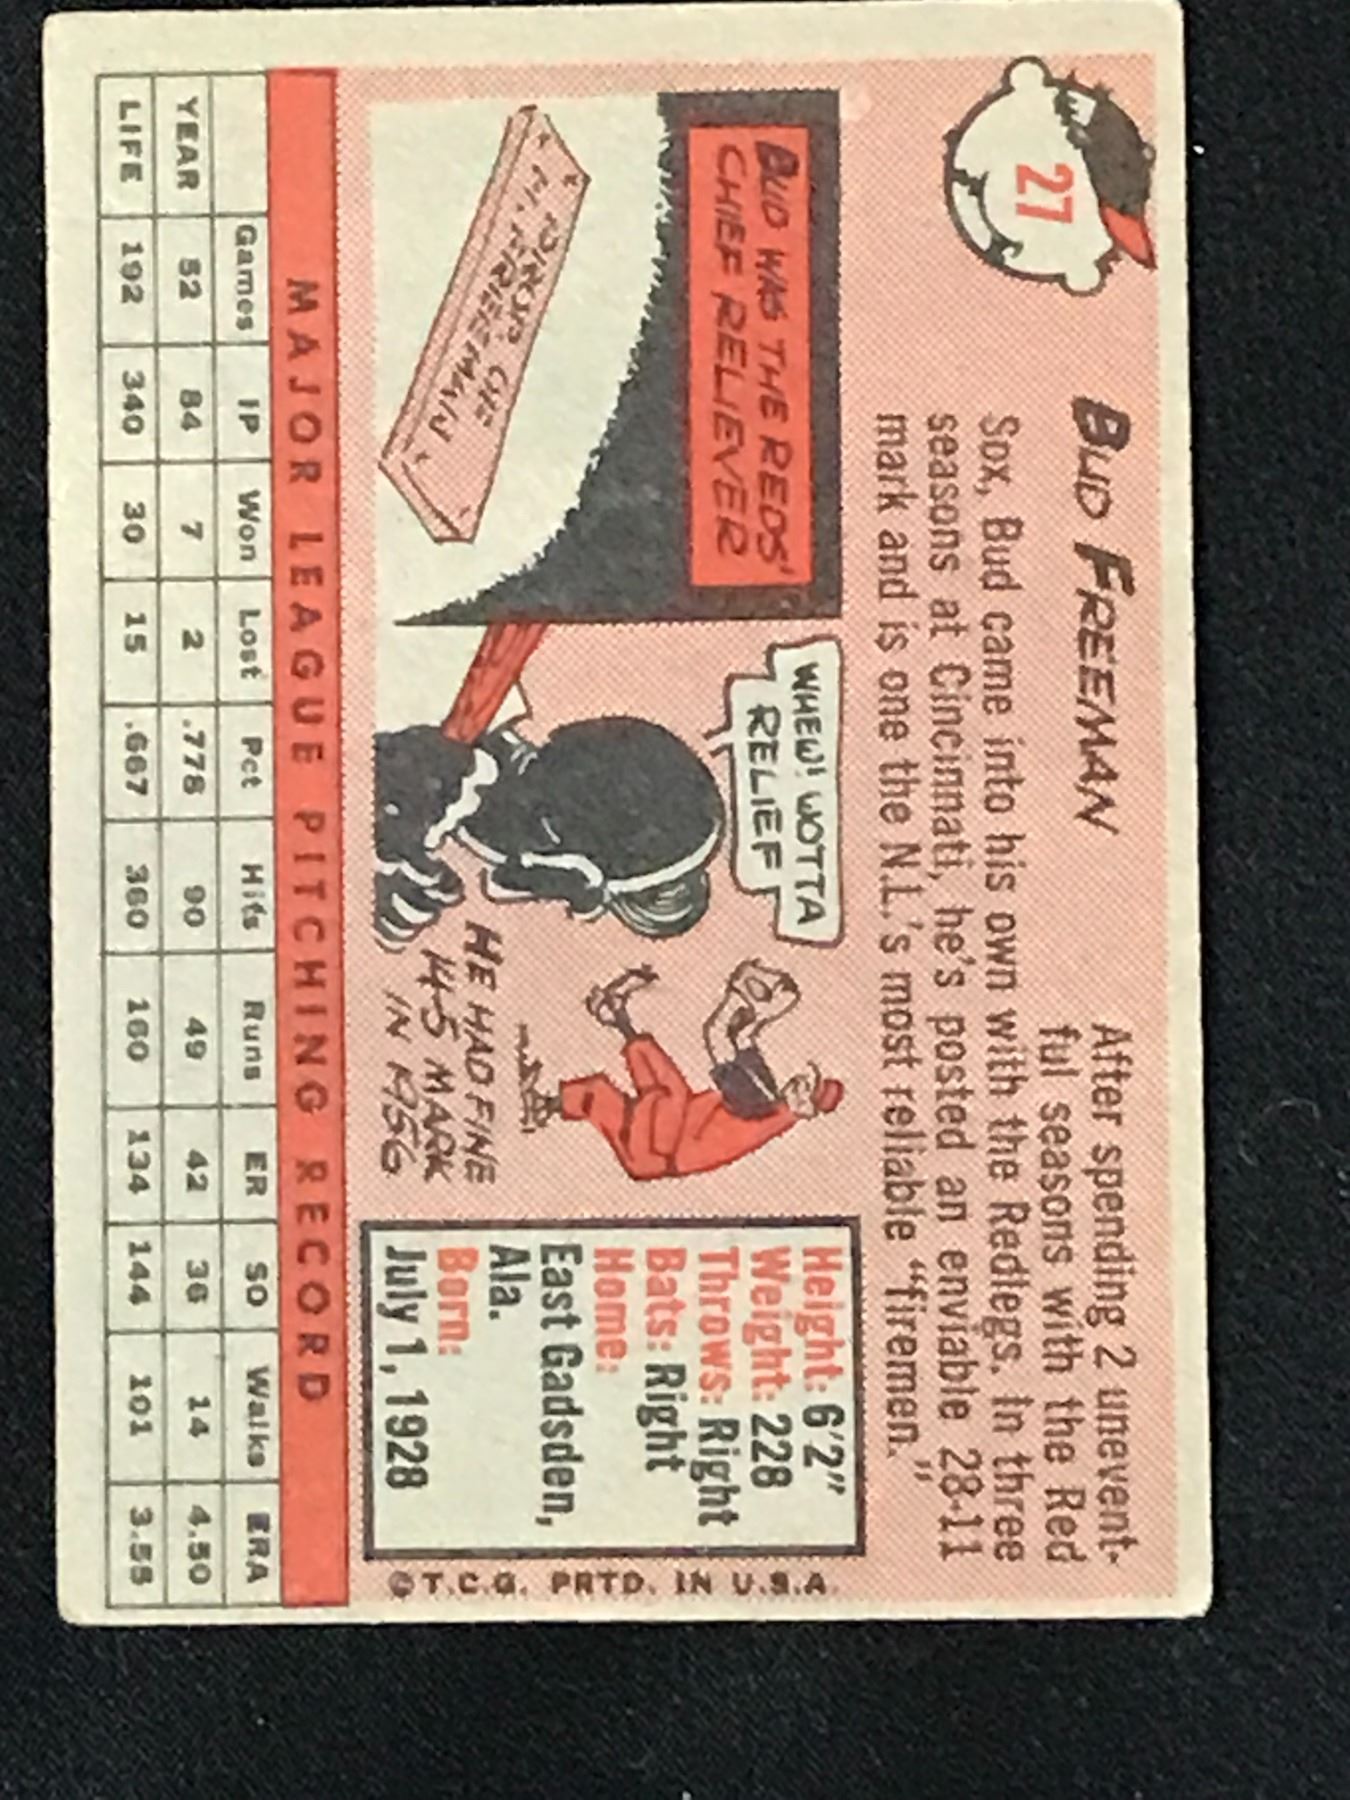 27
BUD FREEMAN
After spending 2 unevent-
ful seasons with the Red
Sox, Bud came into his own with the Redlegs. In three
seasons at Cincinnati, he's posted an enviable 28-11
mark and is one the N.L.'s most reliable "firemen."
BUD WAS THE REDS'
CHIEF RELIEVER
DROP OF
H. FREEMAN
WHEW! WOTTA
RELIEF
HE HAD FINE
14-5 MARK
IN 1956
Height: 6'2"
Weight: 228
Throws: Right
Bats: Right
Home:
East Gadsden,
Ala.
Born:
July 1, 1928
©T.C.G. PRTD. IN U.S.A.
MAJOR LEAGUE PITCHING RECORD
Games IP Won Lost Pct Hits Runs ER SO Walks ERA
YEAR 52 84 7 2 .778 90 49 42 36 14 4.50
LIFE 192 340 30 15 .667 360 160 134 144 101 3.55